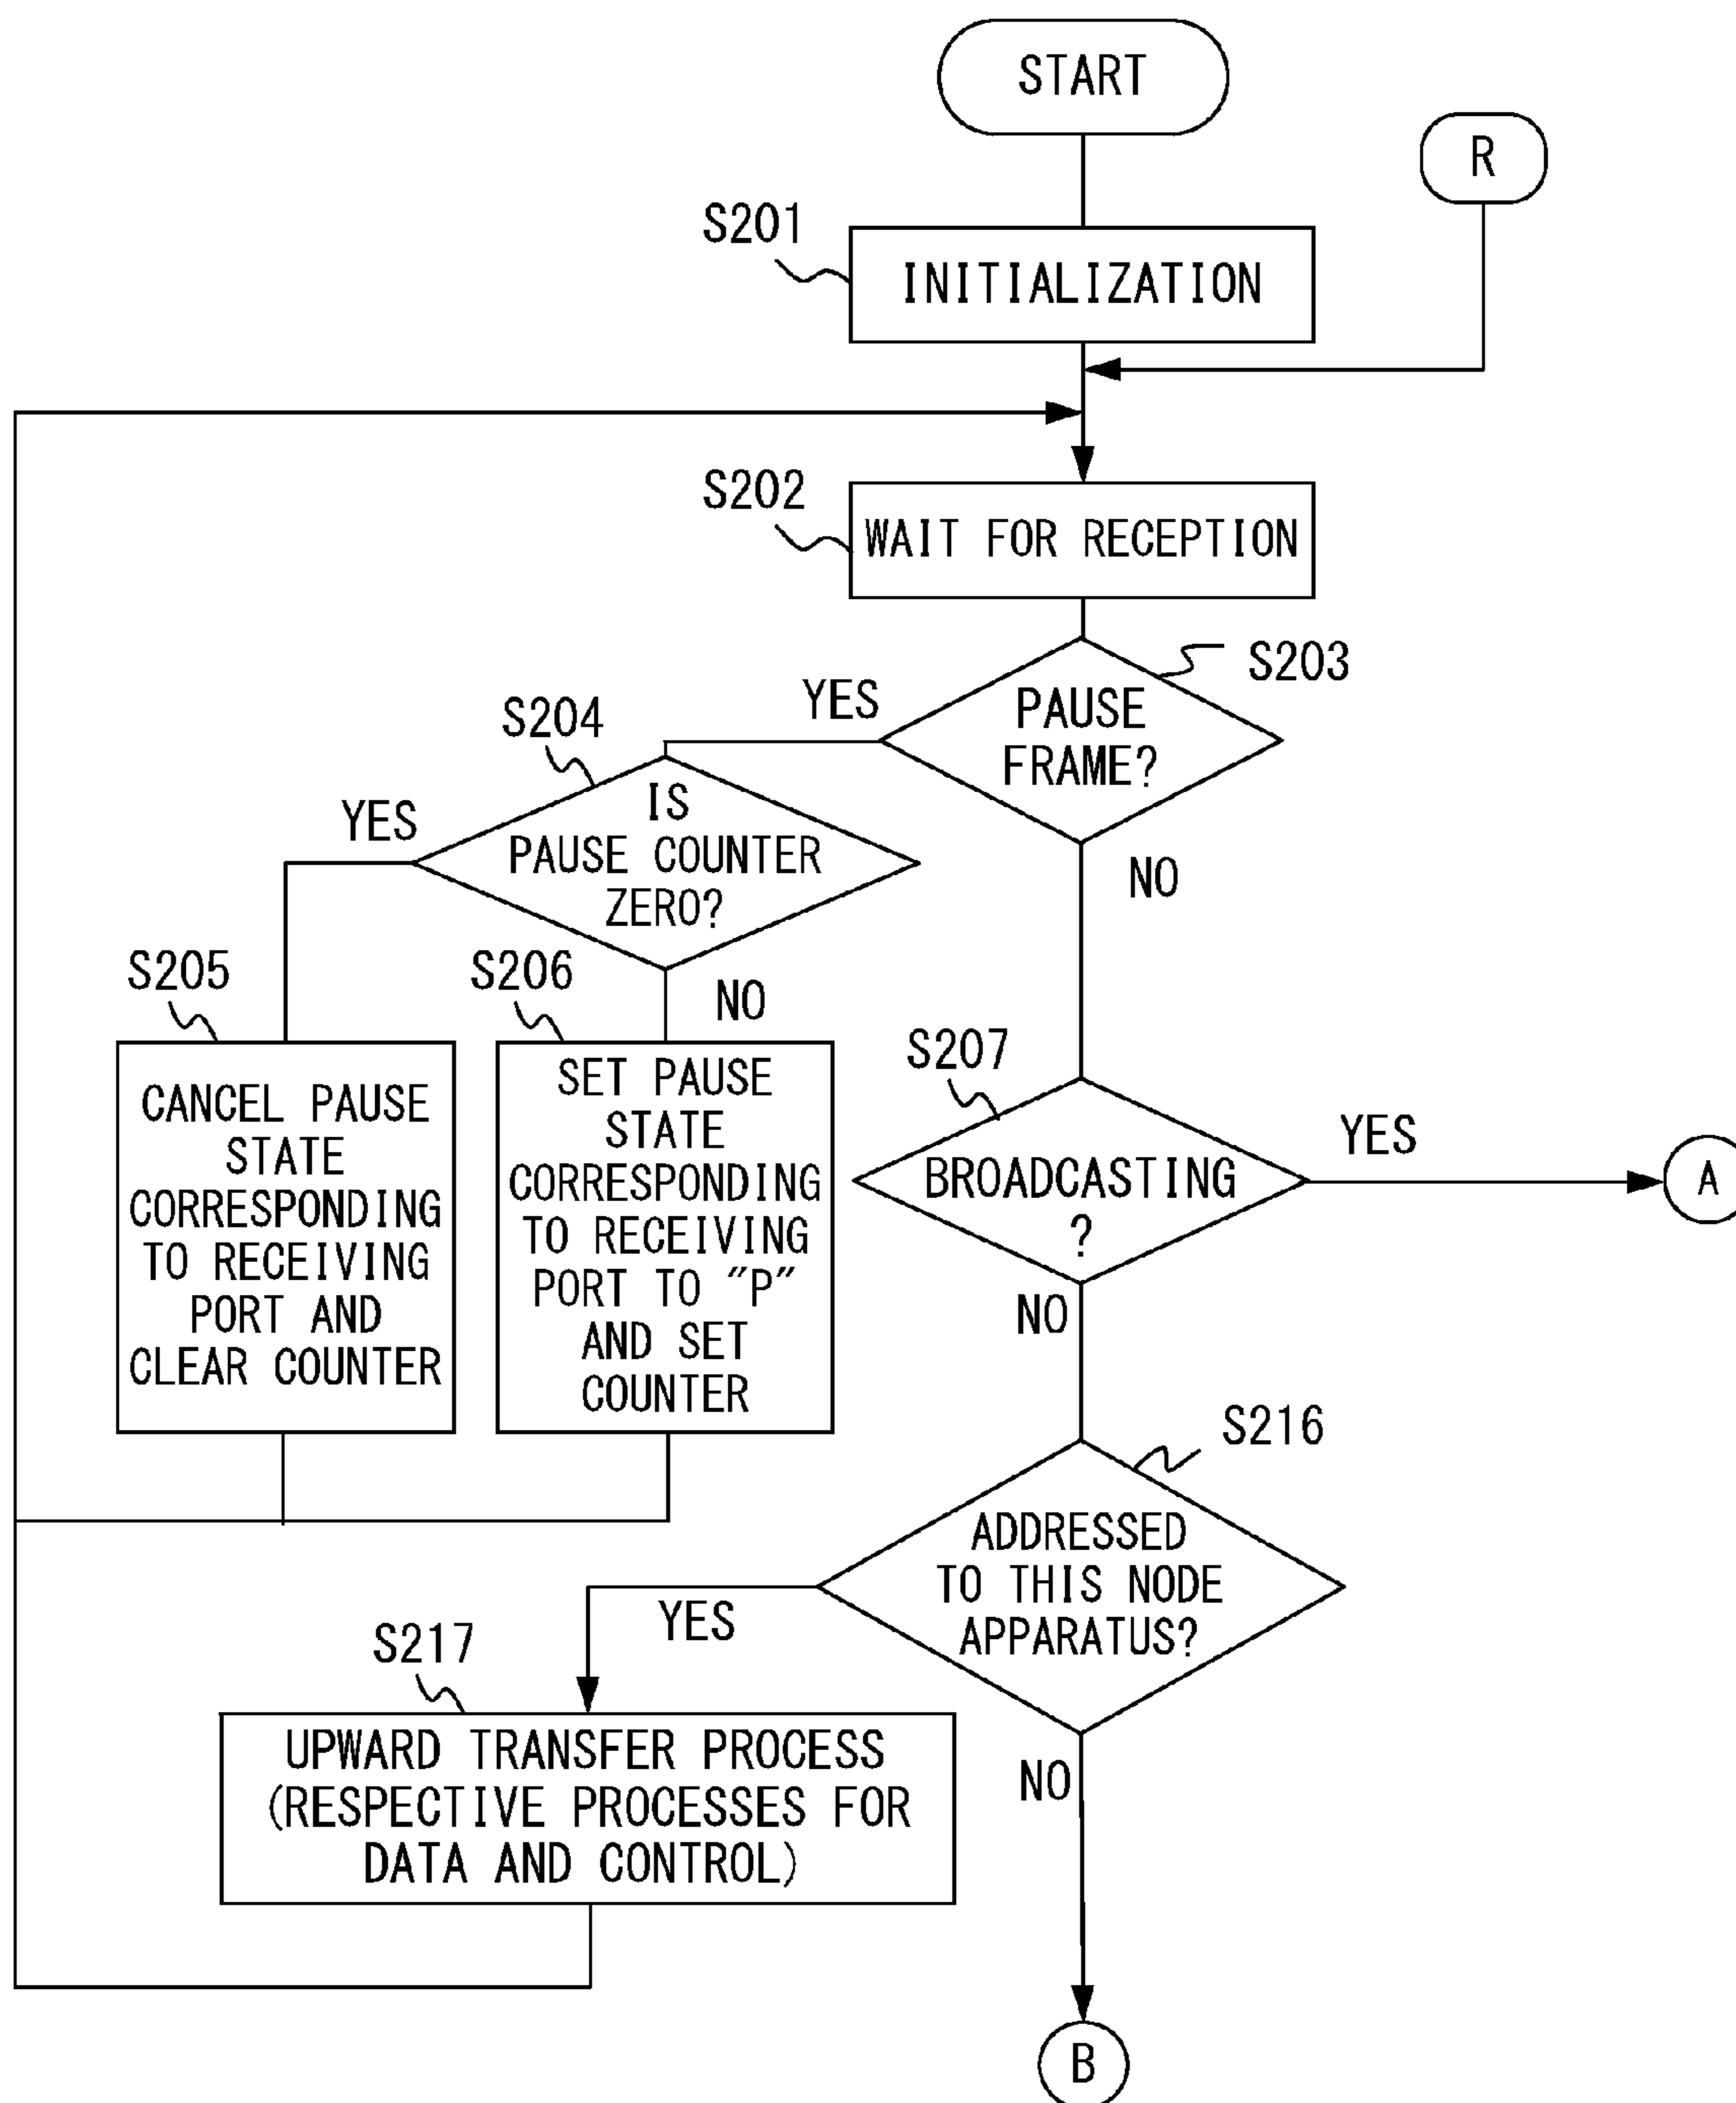 START
R
S201
INITIALIZATION
S202
WAIT FOR RECEPTION
S203
PAUSE
FRAME?
YES
NO
S204
IS
PAUSE COUNTER
ZERO?
YES
NO
S205
CANCEL PAUSE
STATE
CORRESPONDING
TO RECEIVING
PORT AND
CLEAR COUNTER
S206
SET PAUSE
STATE
CORRESPONDING
TO RECEIVING
PORT TO "P"
AND SET
COUNTER
S207
BROADCASTING
?
YES
A
NO
S216
ADDRESSED
TO THIS NODE
APPARATUS?
YES
NO
S217
UPWARD TRANSFER PROCESS
(RESPECTIVE PROCESSES FOR
DATA AND CONTROL)
B